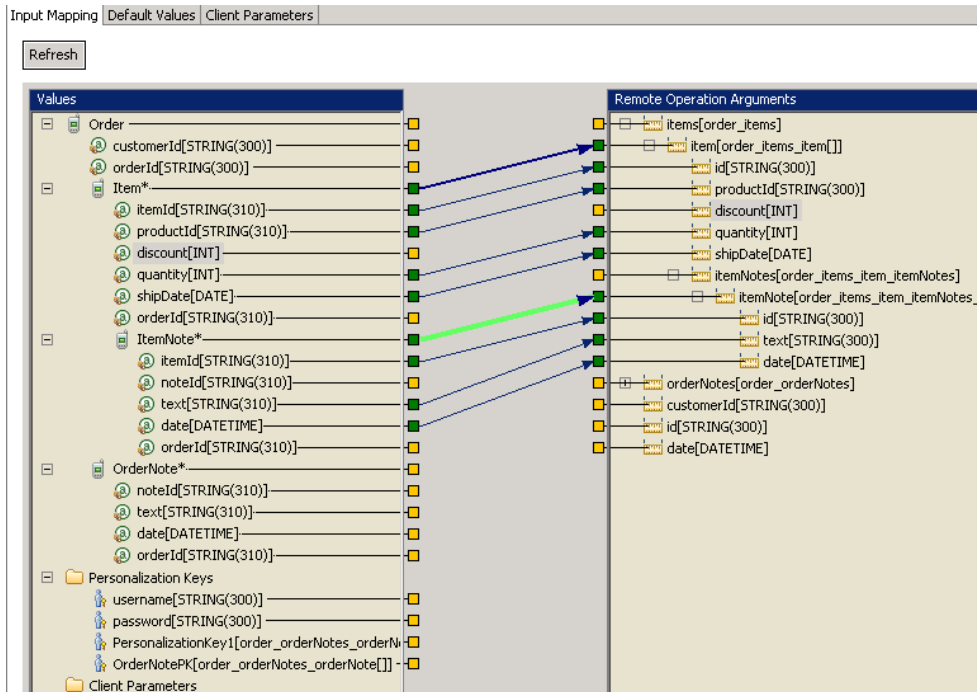 Input Mapping Default Values Client Parameters
Refresh
Values
Order
customerId[STRING(300)]
orderId[STRING(300)]
Item*
itemId[STRING(310)]
productId[STRING(310)]
discount[INT]
quantity[INT]
shipDate[DATE]
orderId[STRING(310)]
ItemNote*
itemId[STRING(310)]
noteId[STRING(310)]
text[STRING(310)]
date[DATETIME]
orderId[STRING(310)]
OrderNote*
noteId[STRING(310)]
text[STRING(310)]
date[DATETIME]
orderId[STRING(310)]
Personalization Keys
username[STRING(300)]
password[STRING(300)]
PersonalizationKey1[order_orderNotes_orderN
OrderNotePK[order_orderNotes_orderNote[]]
Client Parameters
Remote Operation Arguments
items[order_items]
item[order_items_item[]]
id[STRING(300)]
productId[STRING(300)]
discount[INT]
quantity[INT]
shipDate[DATE]
itemNotes[order_items_item_itemNotes]
itemNote[order_items_item_itemNotes_
id[STRING(300)]
text[STRING(300)]
date[DATETIME]
orderNotes[order_orderNotes]
customerId[STRING(300)]
id[STRING(300)]
date[DATETIME]